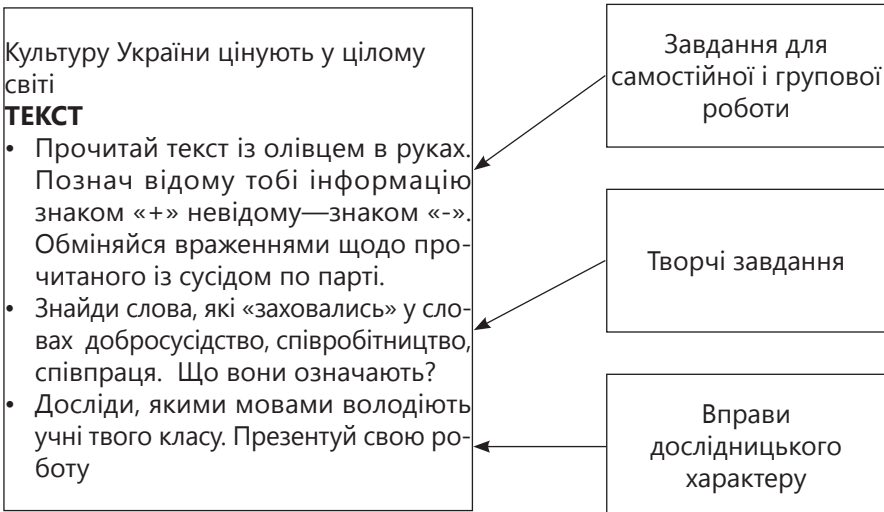 Культуру України цінують у цілому
світі
ТЕКСТ
• Прочитай текст із олівцем в руках.
Познач відому тобі інформацію
знаком «+» невідому—знаком «-».
Обміняйся враженнями щодо про-
читаного із сусідом по парті.
• Знайди слова, які «заховались» у сло-
вах добросусідство, співробітництво,
співпраця. Що вони означають?
• Досліди, якими мовами володіють
учні твого класу. Презентуй свою ро-
боту
Завдання для
самостійної і групової
роботи
Творчі завдання
Вправи
дослідницького
характеру